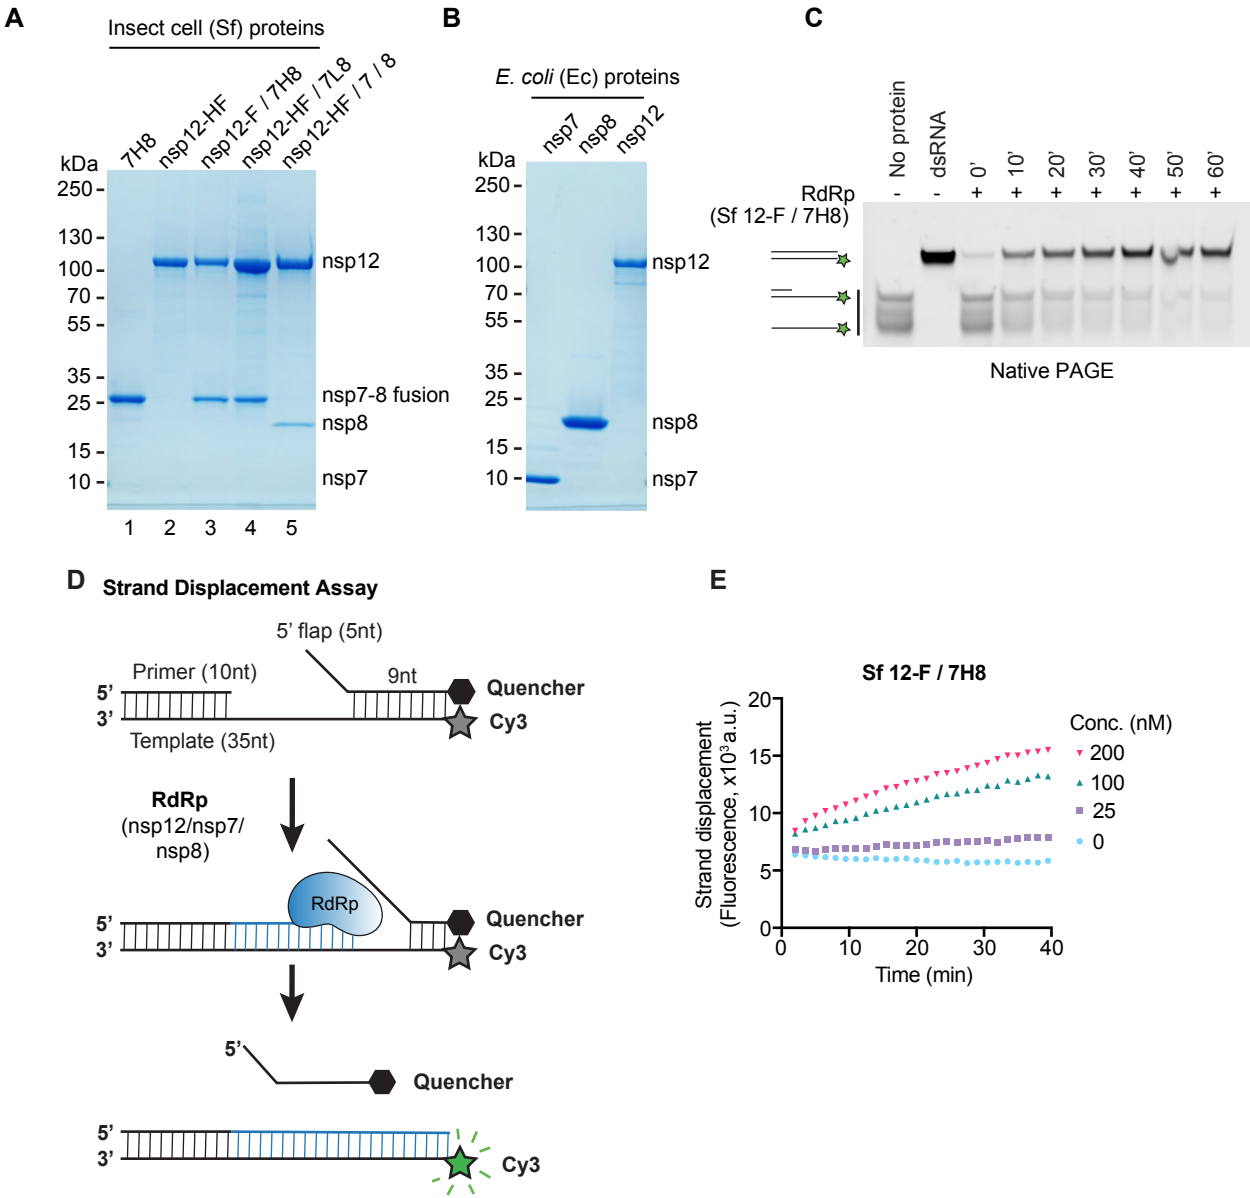 A
Insect cell (Sf) proteins
7H8
nsp12-HF
nsp12-F / 7H8
nsp12-HF / 7L8
nsp12-HF / 7 / 8
kDa
250
130
100
70
55
35
25
15
10
nsp12
nsp7-8 fusion
nsp8
nsp7
1 2 3 4 5
B
E. coli (Ec) proteins
nsp7
nsp8
nsp12
kDa
250
130
100
70
55
35
25
15
10
nsp12
nsp8
nsp7
C
No protein
dsRNA
0'
10'
20'
30'
40'
50'
60'
RdRp - - + + + + + + +
(Sf 12-F / 7H8)
Native PAGE
D Strand Displacement Assay
5' flap (5nt)
Primer (10nt)
9nt
5'
Quencher
3'
Cy3
Template (35nt)
RdRp
(nsp12/nsp7/
nsp8)
RdRp
5'
Quencher
3'
Cy3
5'
Quencher
5'
3'
Cy3
E
Sf 12-F / 7H8
Strand displacement
(Fluorescence, x10³ a.u.)
20
15
10
5
0
0 10 20 30 40
Time (min)
Conc. (nM)
200
100
25
0